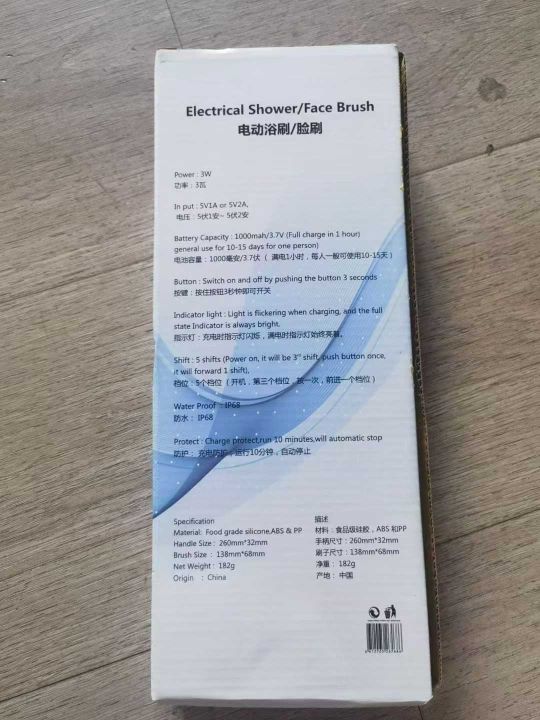 Electrical Shower/Face Brush
电动浴刷/脸刷
Power : 3W
功率：3瓦
In put : 5V1A or 5V2A,
电压：5伏1安~ 5伏2安
Battery Capacity : 1000mah/3.7V (Full charge in 1 hour)
general use for 10-15 days for one person)
电池容量：1000毫安/3.7伏（ 满电1小时，每人一般可使用10-15天 ）
Button : Switch on and off by pushing the button 3 seconds
按键：按住按钮3秒钟即可开关
Indicator light : Light is flickering when charging, and the full
state Indicator is always bright.
指示灯：充电时指示灯闪烁，满电时指示灯始终亮着。
Shift : 5 shifts (Power on, it will be 3" shift, push button once,
it will forward 1 shift),
档位：5个档位 （ 开机，第三个档位，按一次，前进一个档位 ）
Water Proof : IP68
防水： IP68
Protect : Charge protect,run 10 minutes,will automatic stop
防护： 充电防护；运行10分钟，自动停止
Specification
Material: Food grade silicone,ABS & PP
Handle Size : 260mm*32mm
Brush Size : 138mm*68mm
Net Weight : 182g
Origin : China
描述
材料：食品级硅胶，ABS 和PP
手柄尺寸：260mm*32mm
刷子尺寸：138mm*68mm
净重： 182g
产地： 中国